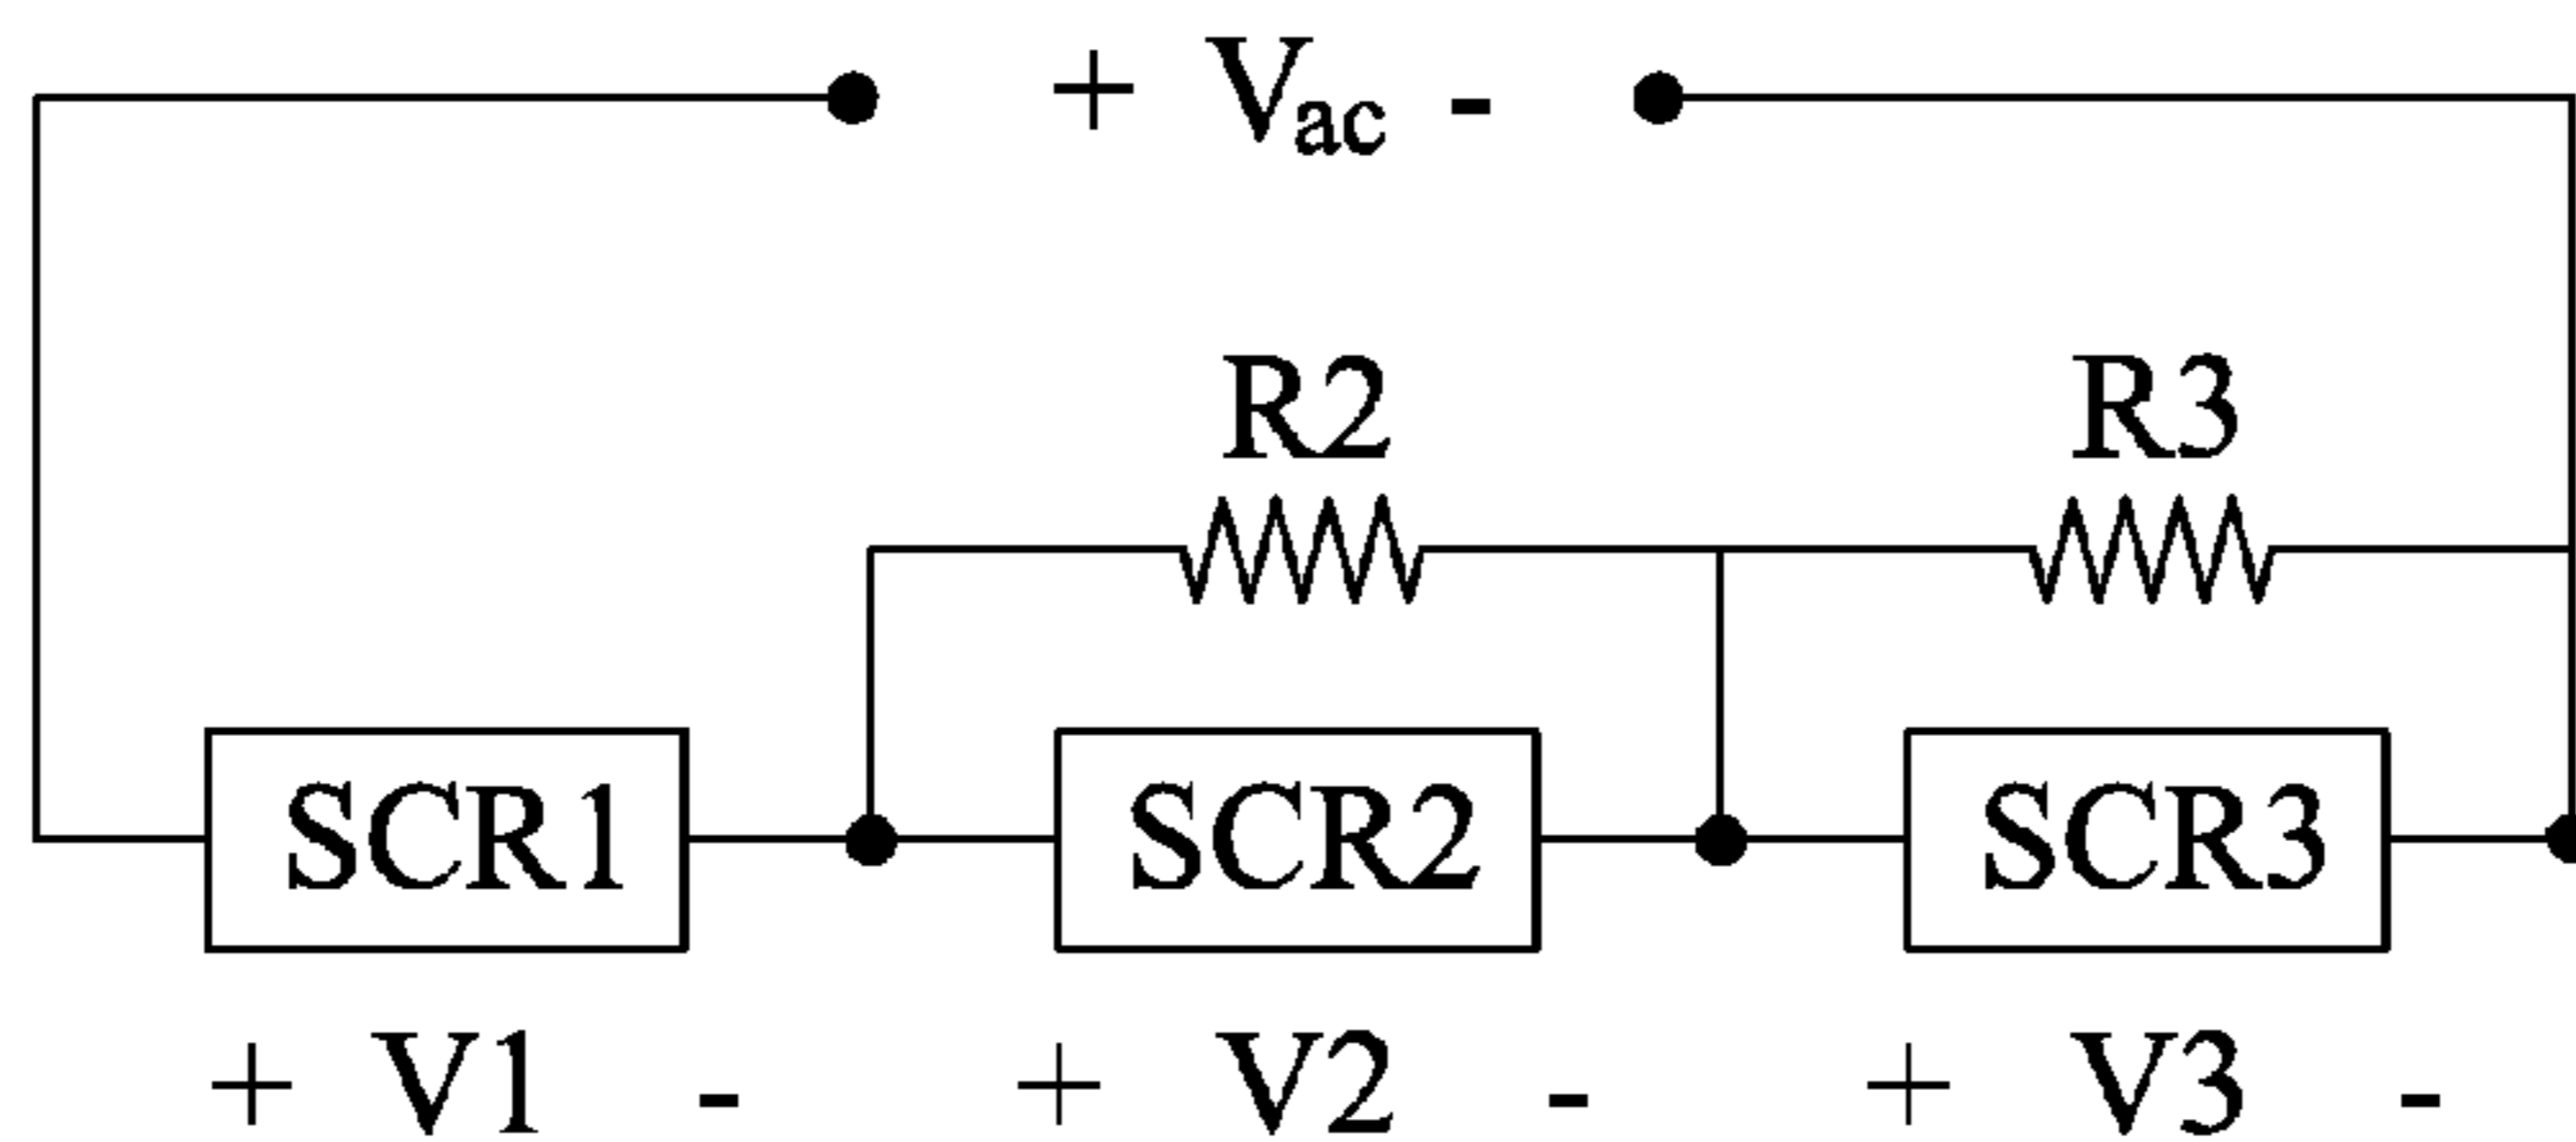 + Vac -
R2 R3
SCR1 SCR2 SCR3
+ V1 - + V2 - + V3 -